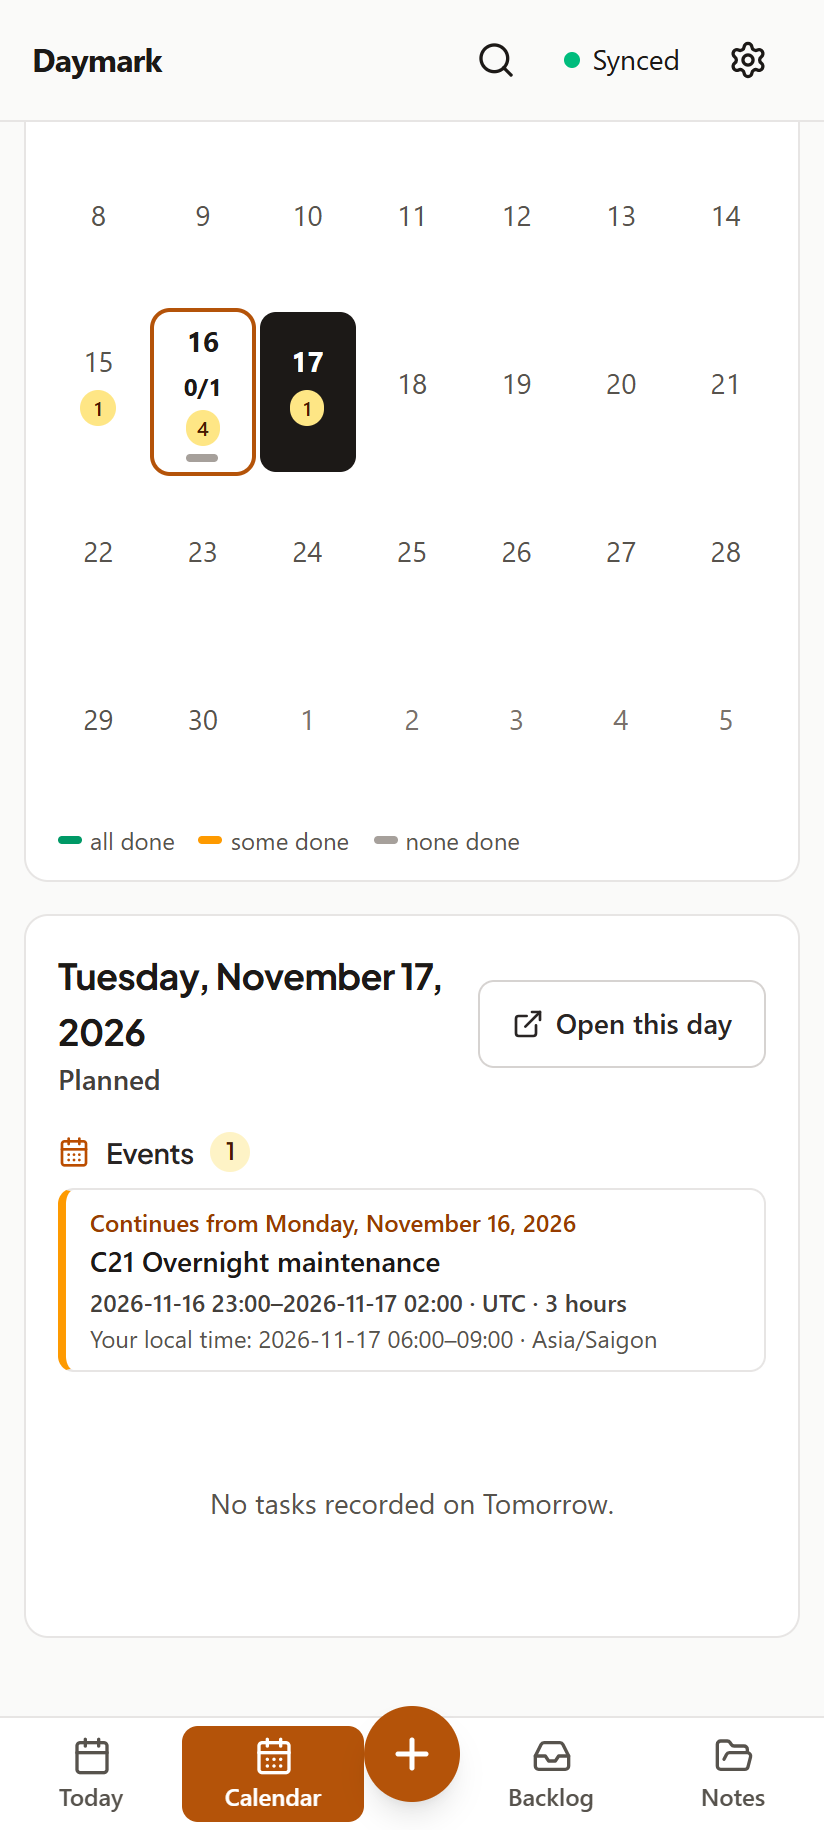 Daymark
Synced
8 9 10 11 12 13 14
15 16 17 18 19 20 21
0/1
1 4 1
22 23 24 25 26 27 28
29 30 1 2 3 4 5
all done some done none done
Tuesday, November 17,
2026
Open this day
Planned
Events 1
Continues from Monday, November 16, 2026
C21 Overnight maintenance
2026-11-16 23:00–2026-11-17 02:00 · UTC · 3 hours
Your local time: 2026-11-17 06:00–09:00 · Asia/Saigon
No tasks recorded on Tomorrow.
Today Calendar Backlog Notes